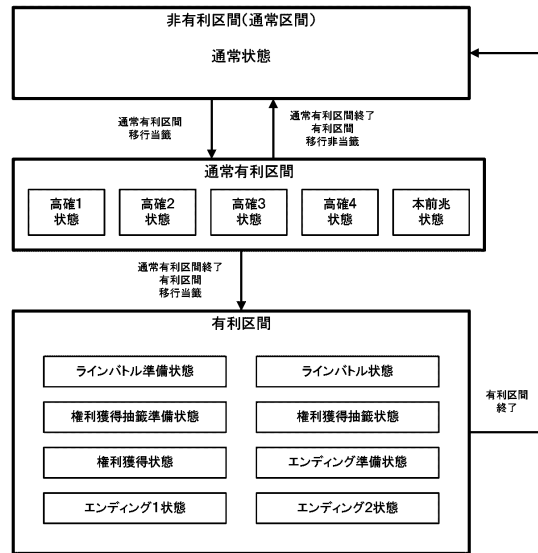 非有利区間(通常区間)
通常状態
通常有利区間
移行当籤
通常有利区間終了
有利区間
移行非当籤
通常有利区間
高確1
状態
高確2
状態
高確3
状態
高確4
状態
本前兆
状態
通常有利区間終了
有利区間
移行当籤
有利区間
ラインバトル準備状態
ラインバトル状態
権利獲得抽籤準備状態
権利獲得抽籤状態
権利獲得状態
エンディング準備状態
エンディング1状態
エンディング2状態
有利区間
終了